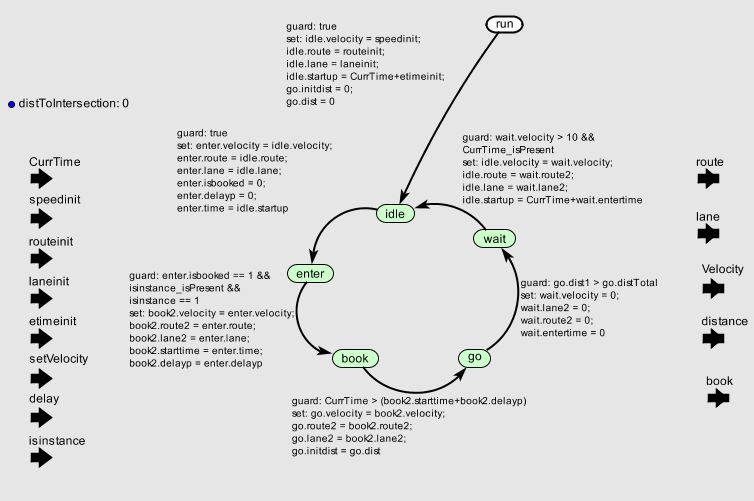 run
guard: true
set: idle.velocity = speedinit;
idle.route = routeinit;
idle.lane = laneinit;
idle.startup = CurrTime+etimeinit;
go.initdist = 0;
go.dist = 0
distToIntersection: 0
guard: true
set: enter.velocity = idle.velocity;
enter.route = idle.route;
enter.lane = idle.lane;
enter.isbooked = 0;
enter.delayp = 0;
enter.time = idle.startup
guard: wait.velocity > 10 &&
CurrTime_isPresent
set: idle.velocity = wait.velocity;
idle.route = wait.route2;
idle.lane = wait.lane2;
idle.startup = CurrTime+wait.entertime
CurrTime
speedinit
routeinit
laneinit
etimeinit
setVelocity
delay
isinstance
idle
wait
enter
book
go
guard: enter.isbooked == 1 &&
isinstance_isPresent &&
isinstance == 1
set: book2.velocity = enter.velocity;
book2.route2 = enter.route;
book2.lane2 = enter.lane;
book2.starttime = enter.time;
book2.delayp = enter.delayp
guard: go.dist1 > go.distTotal
set: wait.velocity = 0;
wait.lane2 = 0;
wait.route2 = 0;
wait.entertime = 0
guard: CurrTime > (book2.starttime+book2.delayp)
set: go.velocity = book2.velocity;
go.route2 = book2.route2;
go.lane2 = book2.lane2;
go.initdist = go.dist
route
lane
Velocity
distance
book